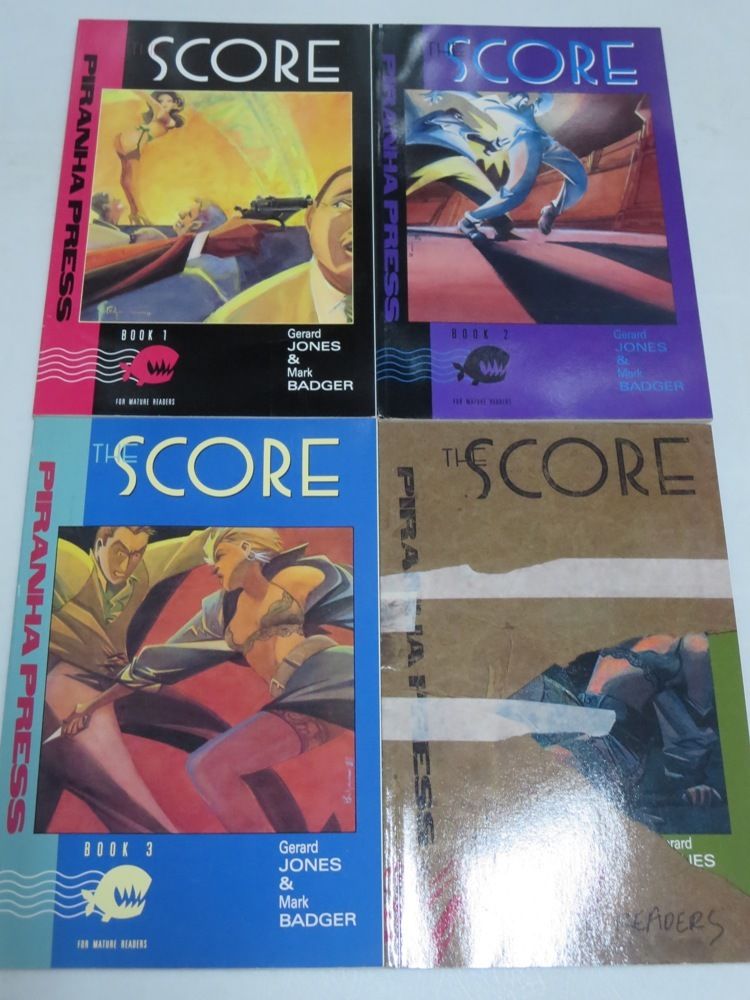 THE SCORE
PIRANHA PRESS
BOOK 1
Gerard
JONES
&
Mark
BADGER
FOR MATURE READERS
THE SCORE
PIRANHA PRESS
BOOK 2
Gerard
JONES
&
Mark
BADGER
FOR MATURE READERS
THE SCORE
PIRANHA PRESS
BOOK 3
Gerard
JONES
&
Mark
BADGER
FOR MATURE READERS
THE SCORE
PIRANHA PRESS
READERS